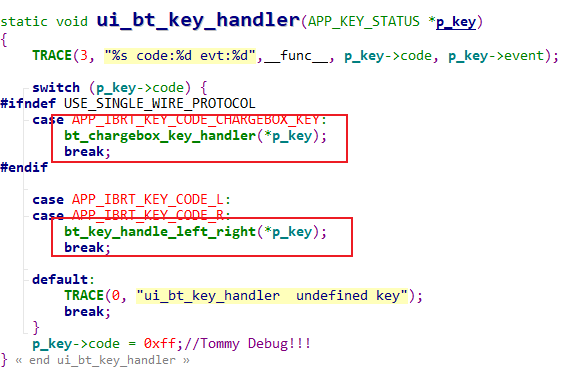 static void ui_bt_key_handler(APP_KEY_STATUS *p_key)
{
TRACE(3, "%s code:%d evt:%d",__func__, p_key->code, p_key->event);
switch (p_key->code) {
#ifndef USE_SINGLE_WIRE_PROTOCOL
case APP_IBRT_KEY_CODE_CHARGEBOX_KEY:
bt_chargebox_key_handler(*p_key);
break;
#endif
case APP_IBRT_KEY_CODE_L:
case APP_IBRT_KEY_CODE_R:
bt_key_handle_left_right(*p_key);
break;
default:
TRACE(0, "ui_bt_key_handler  undefined key");
break;
}
p_key->code = 0xff;//Tommy Debug!!!
} « end ui_bt_key_handler »